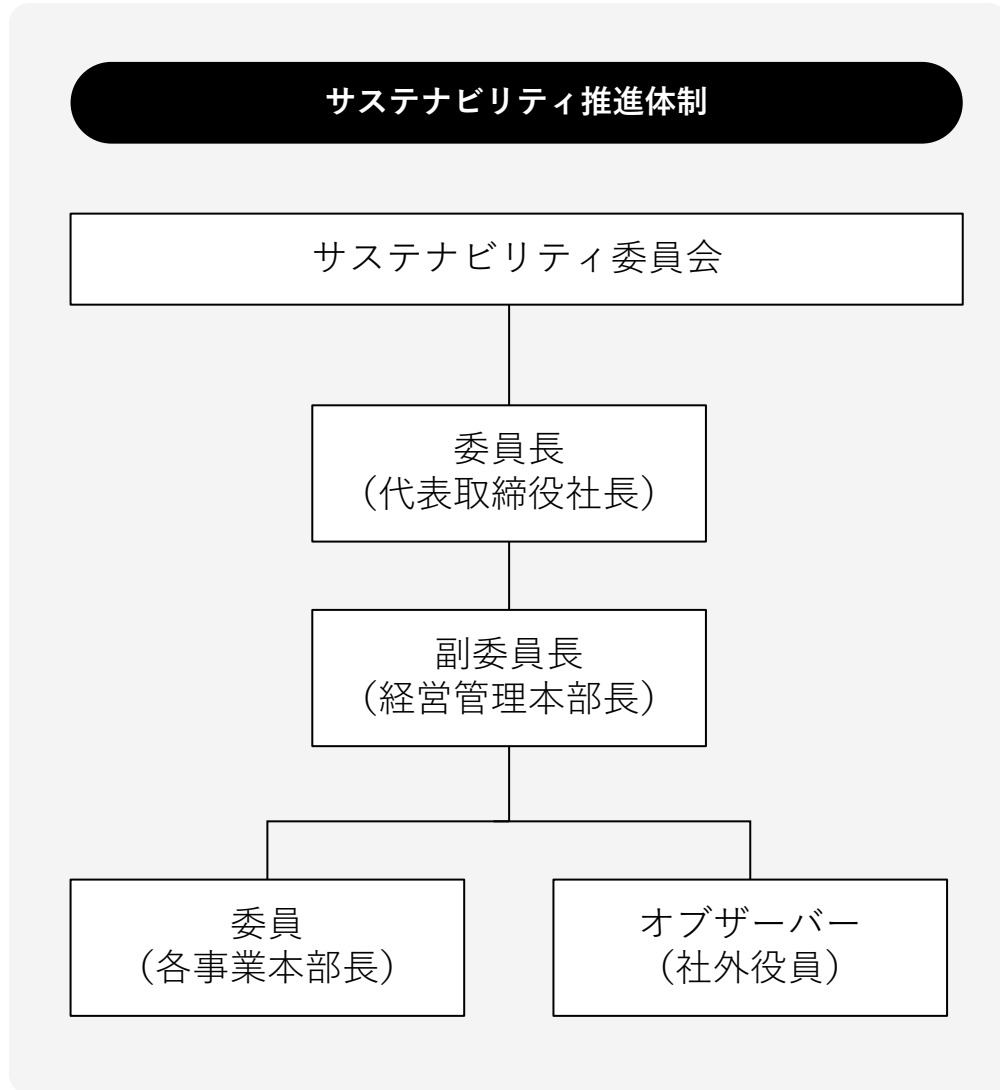 サステナビリティ推進体制
サステナビリティ委員会
委員長
（代表取締役社長）
副委員長
（経営管理本部長）
委員
（各事業本部長）
オブザーバー
（社外役員）